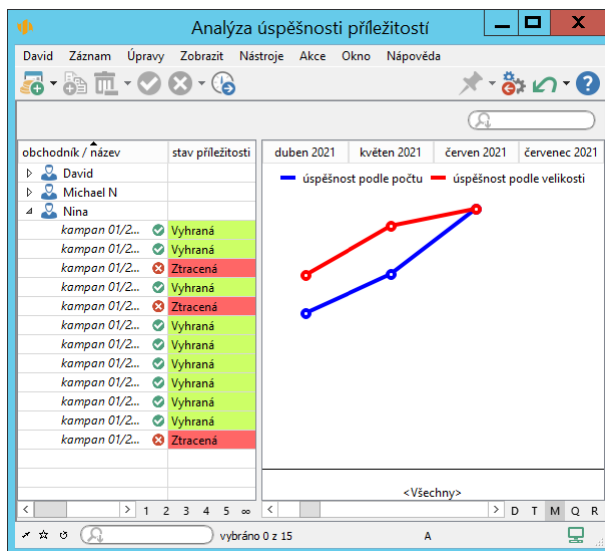 Analýza úspěšnosti příležitostí
David Záznam Úpravy Zobrazit Nástroje Akce Okno Nápověda
obchodník / název stav příležitosti duben 2021 květen 2021 červen 2021 červenec 2021
úspěšnost podle počtu úspěšnost podle velikosti
David
Michael N
Nina
kampan 01/2... Vyhraná
kampan 01/2... Vyhraná
kampan 01/2... Ztracená
kampan 01/2... Vyhraná
kampan 01/2... Ztracená
kampan 01/2... Vyhraná
kampan 01/2... Vyhraná
kampan 01/2... Vyhraná
kampan 01/2... Vyhraná
kampan 01/2... Vyhraná
kampan 01/2... Vyhraná
kampan 01/2... Ztracená
<Všechny>
1 2 3 4 5 ∞ D T M Q R
vybráno 0 z 15 A